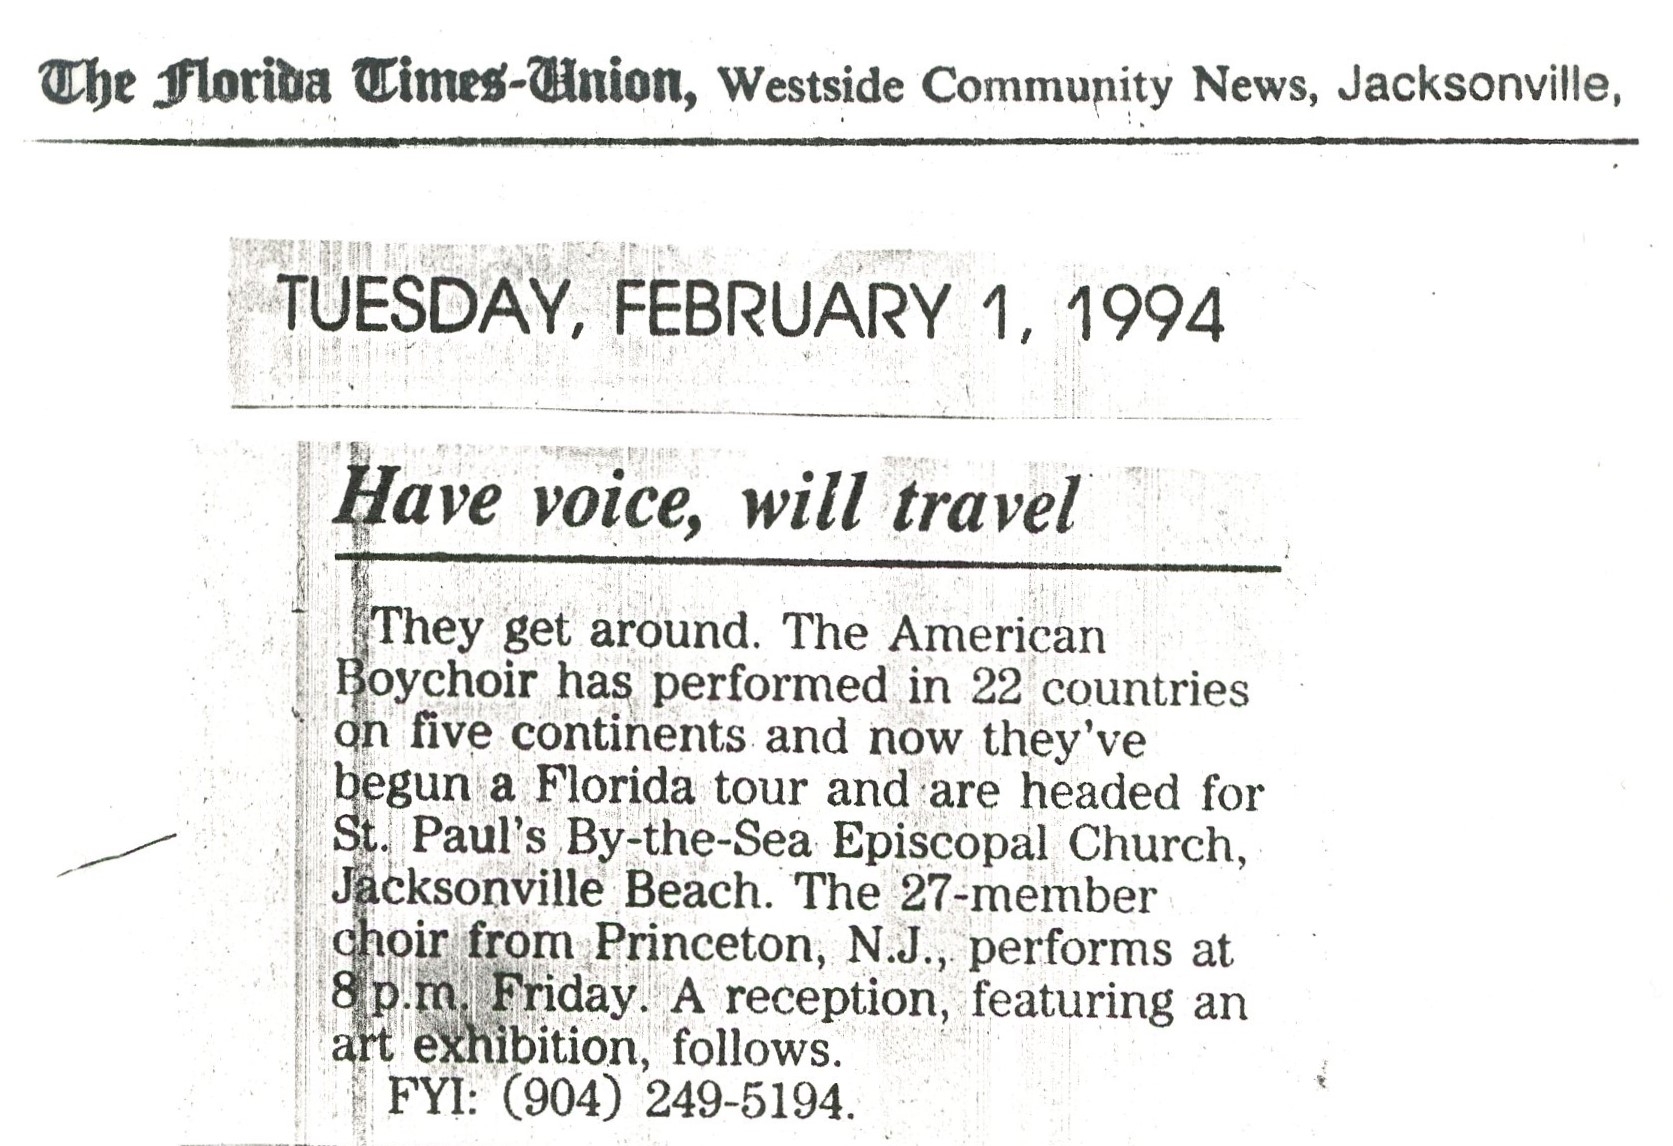 The Florida Times-Union, Westside Community News, Jacksonville,
TUESDAY, FEBRUARY 1, 1994
Have voice, will travel
They get around. The American
Boychoir has performed in 22 countries
on five continents and now they've
begun a Florida tour and are headed for
St. Paul's By-the-Sea Episcopal Church,
Jacksonville Beach. The 27-member
choir from Princeton, N.J., performs at
8 p.m. Friday. A reception, featuring an
art exhibition, follows.
FYI: (904) 249-5194.